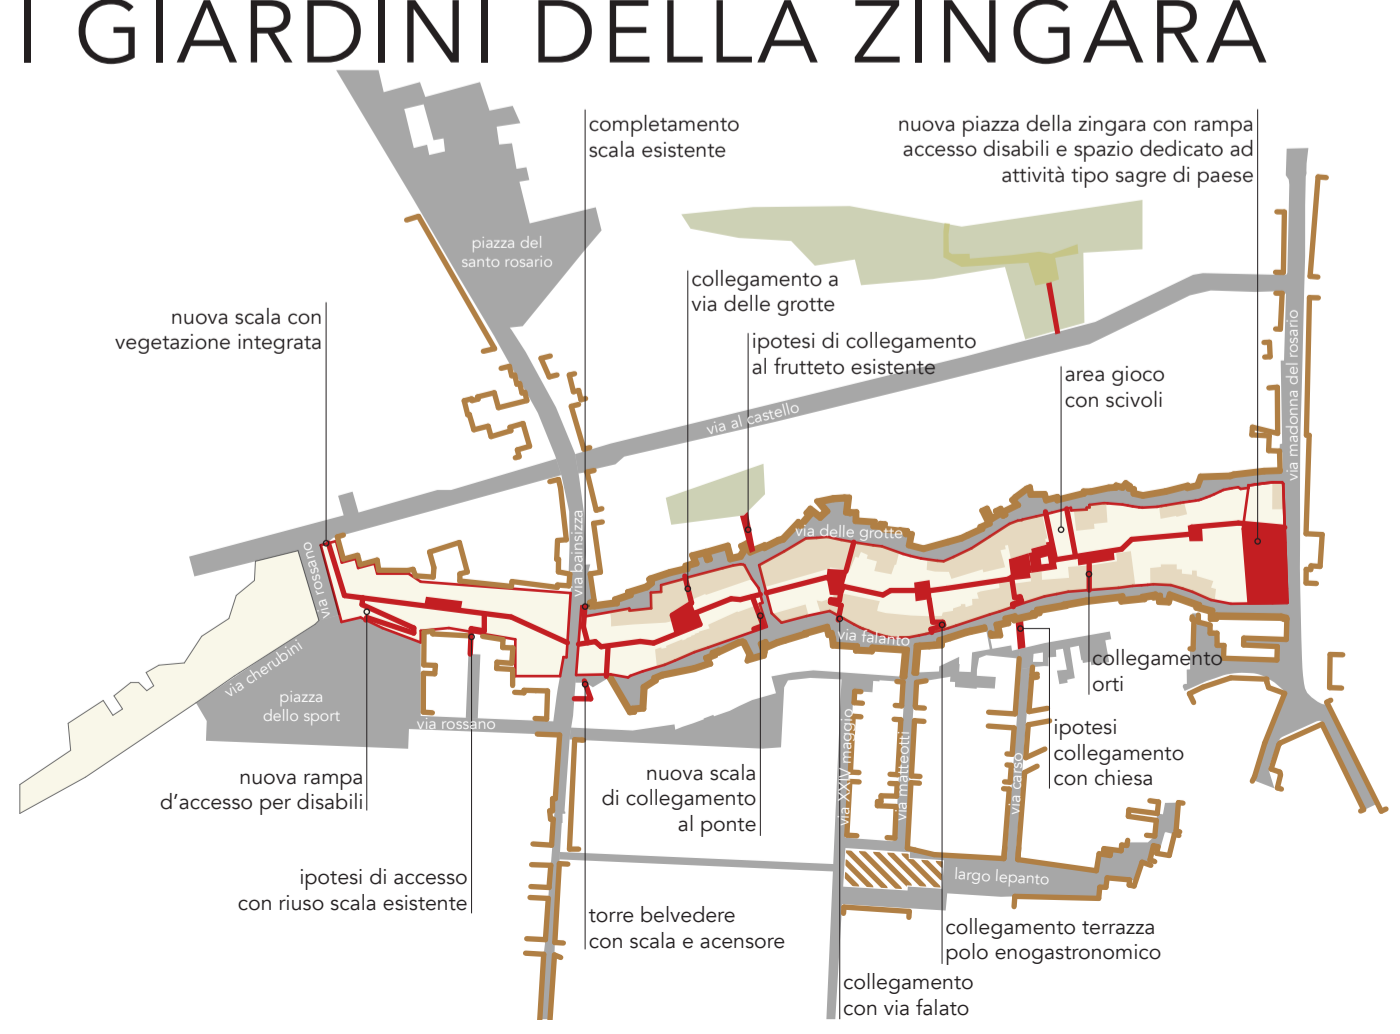 I GIARDINI DELLA ZINGARA
completamento
scala esistente
nuova piazza della zingara con rampa
accesso disabili e spazio dedicato ad
attività tipo sagre di paese
piazza del
santo rosario
collegamento a
via delle grotte
nuova scala con
vegetazione integrata
ipotesi di collegamento
al frutteto esistente
area gioco
con scivoli
via madonna del rosario
via al castello
via bainsizza
via delle grotte
via rossano
via falanto
via cherubini
piazza
dello sport
via rossano
collegamento
orti
via XXIV maggio
via matteotti
via carso
ipotesi
collegamento
con chiesa
nuova rampa
d'accesso per disabili
nuova scala
di collegamento
al ponte
ipotesi di accesso
con riuso scala esistente
largo lepanto
torre belvedere
con scala e acensore
collegamento terrazza
polo enogastronomico
collegamento
con via falato